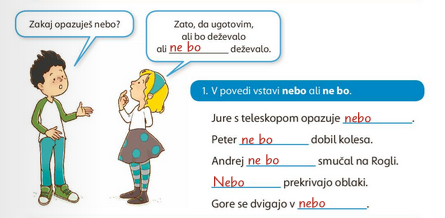 Zakaj opazuješ nebo?
Zato, da ugotovim,
ali bo deževalo
ali ne bo deževalo.
1. V povedi vstavi nebo ali ne bo.
Jure s teleskopom opazuje nebo.
Peter ne bo dobil kolesa.
Andrej ne bo smučal na Rogli.
Nebo prekrivajo oblaki.
Gore se dvigajo v nebo.